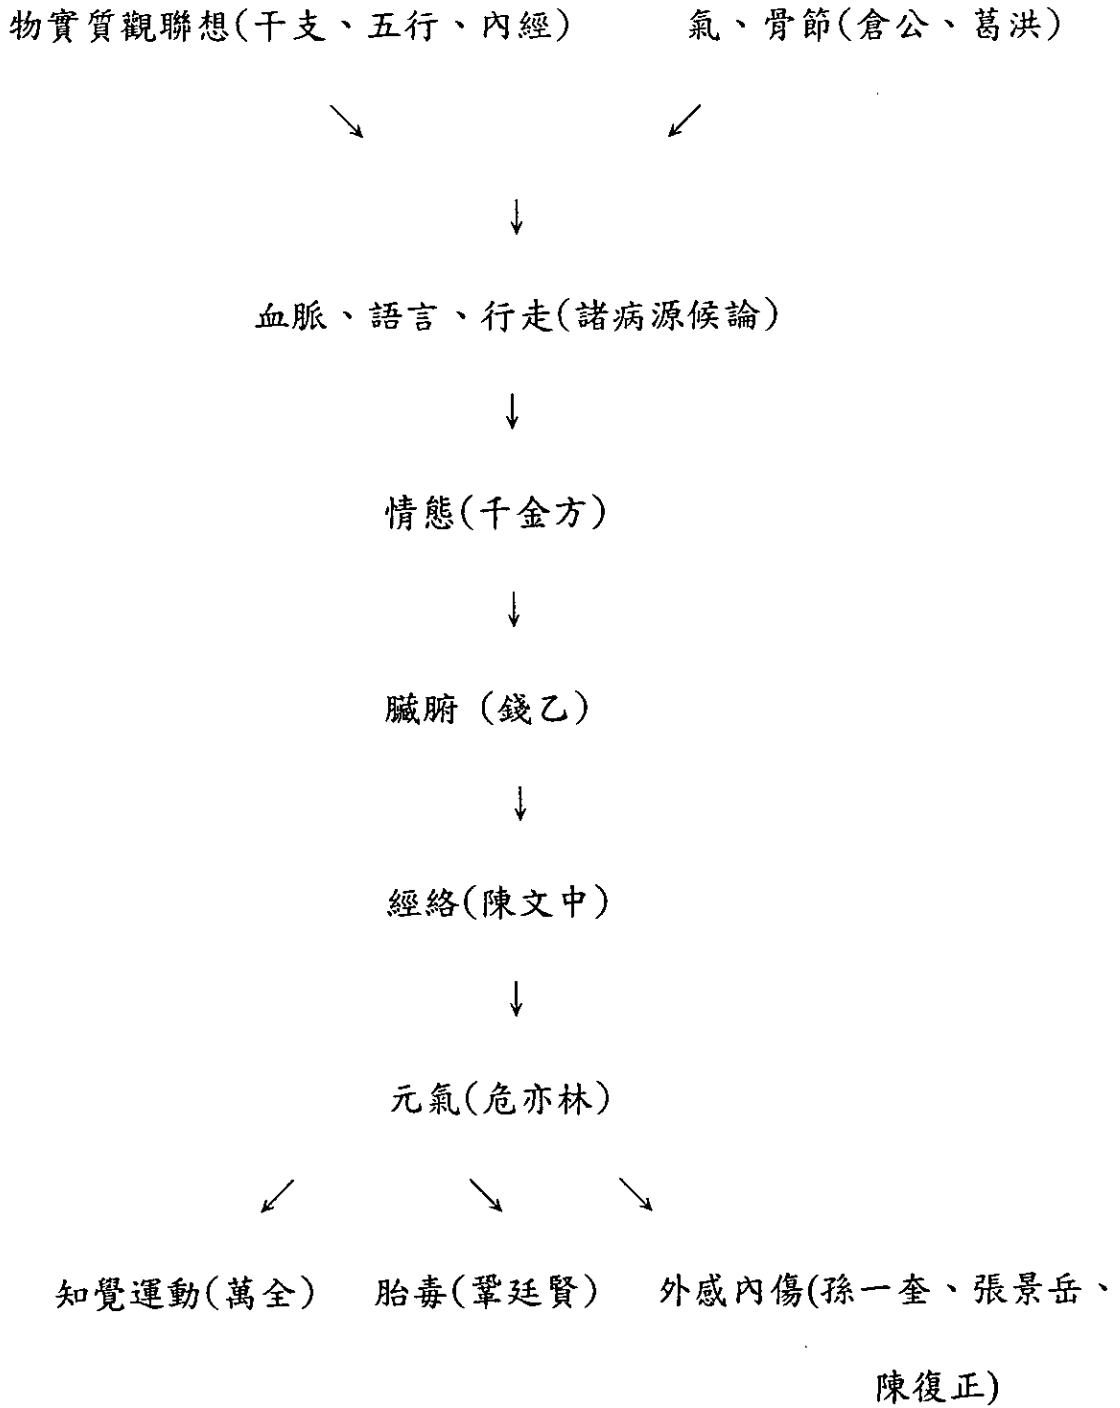 物實質觀聯想(干支、五行、內經) 氣、骨節(倉公、葛洪)
↘ ↙
↓
血脈、語言、行走(諸病源候論)
↓
情態(千金方)
↓
臟腑 (錢乙)
↓
經絡(陳文中)
↓
元氣(危亦林)
↙ ↘ ↘
知覺運動(萬全) 胎毒(鞏廷賢) 外感內傷(孫一奎、張景岳、
陳復正)